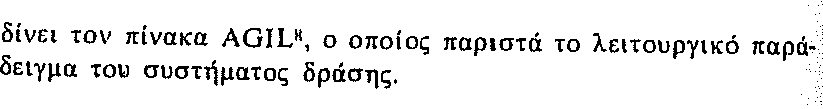 δίνει τον πίνακα AGIL⁸, ο οποίος παριστά το λειτουργικό παρά-
δειγμα του συστήματος δράσης.